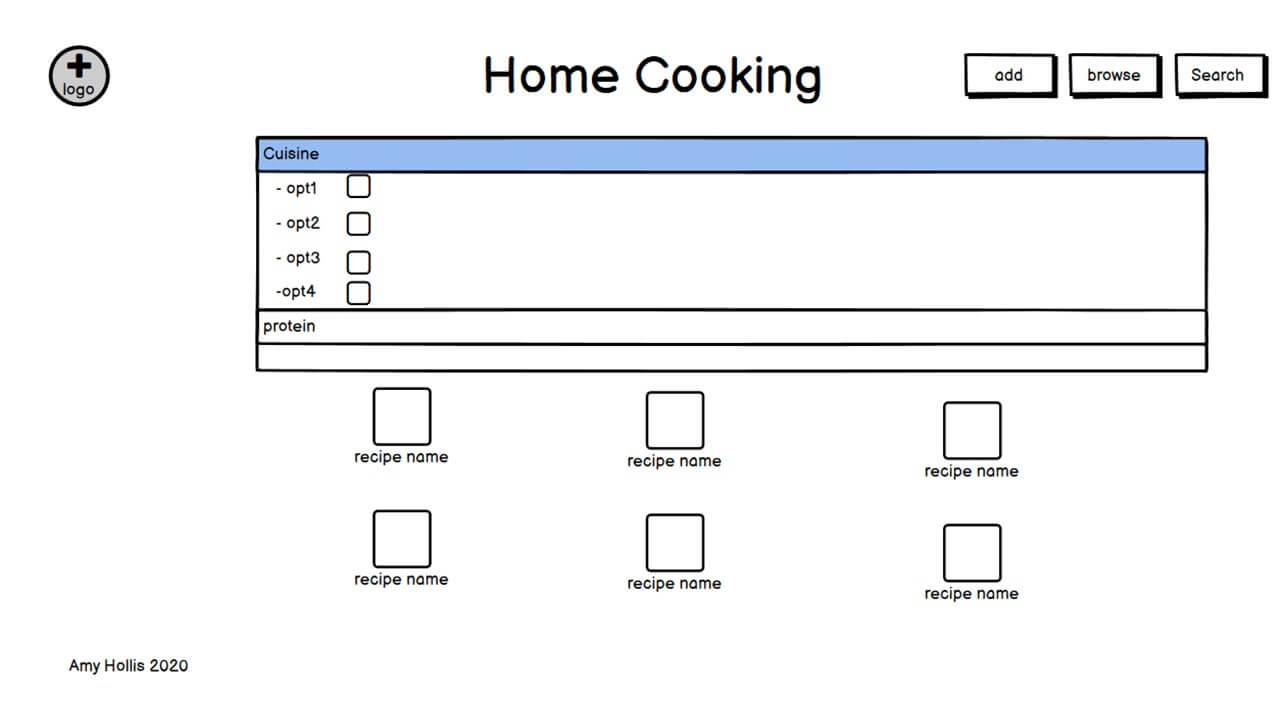 logo
Home Cooking
add
browse
Search
Cuisine
- opt1
- opt2
- opt3
-opt4
protein
recipe name
recipe name
recipe name
recipe name
recipe name
recipe name
Amy Hollis 2020